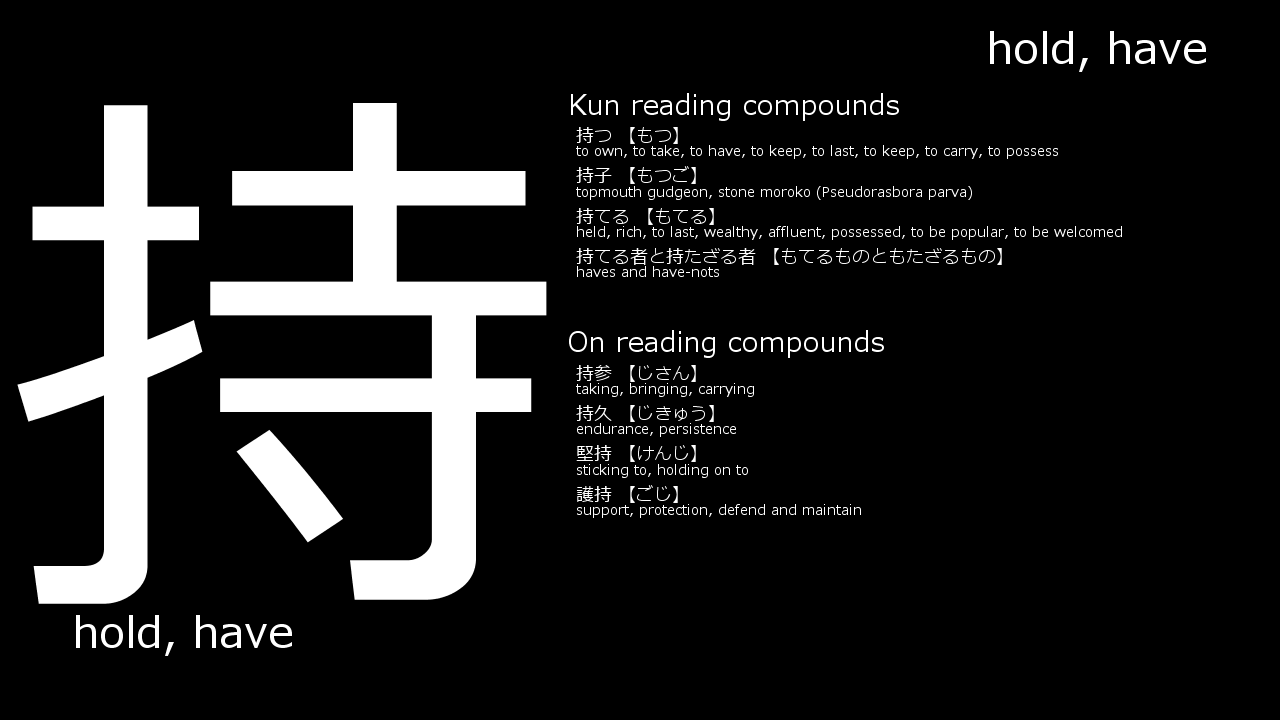 hold, have
持
hold, have
Kun reading compounds
持つ 【もつ】
to own, to take, to have, to keep, to last, to keep, to carry, to possess
持子 【もつご】
topmouth gudgeon, stone moroko (Pseudorasbora parva)
持てる 【もてる】
held, rich, to last, wealthy, affluent, possessed, to be popular, to be welcomed
持てる者と持たざる者 【もてるものともたざるもの】
haves and have-nots
On reading compounds
持参 【じさん】
taking, bringing, carrying
持久 【じきゅう】
endurance, persistence
堅持 【けんじ】
sticking to, holding on to
護持 【ごじ】
support, protection, defend and maintain